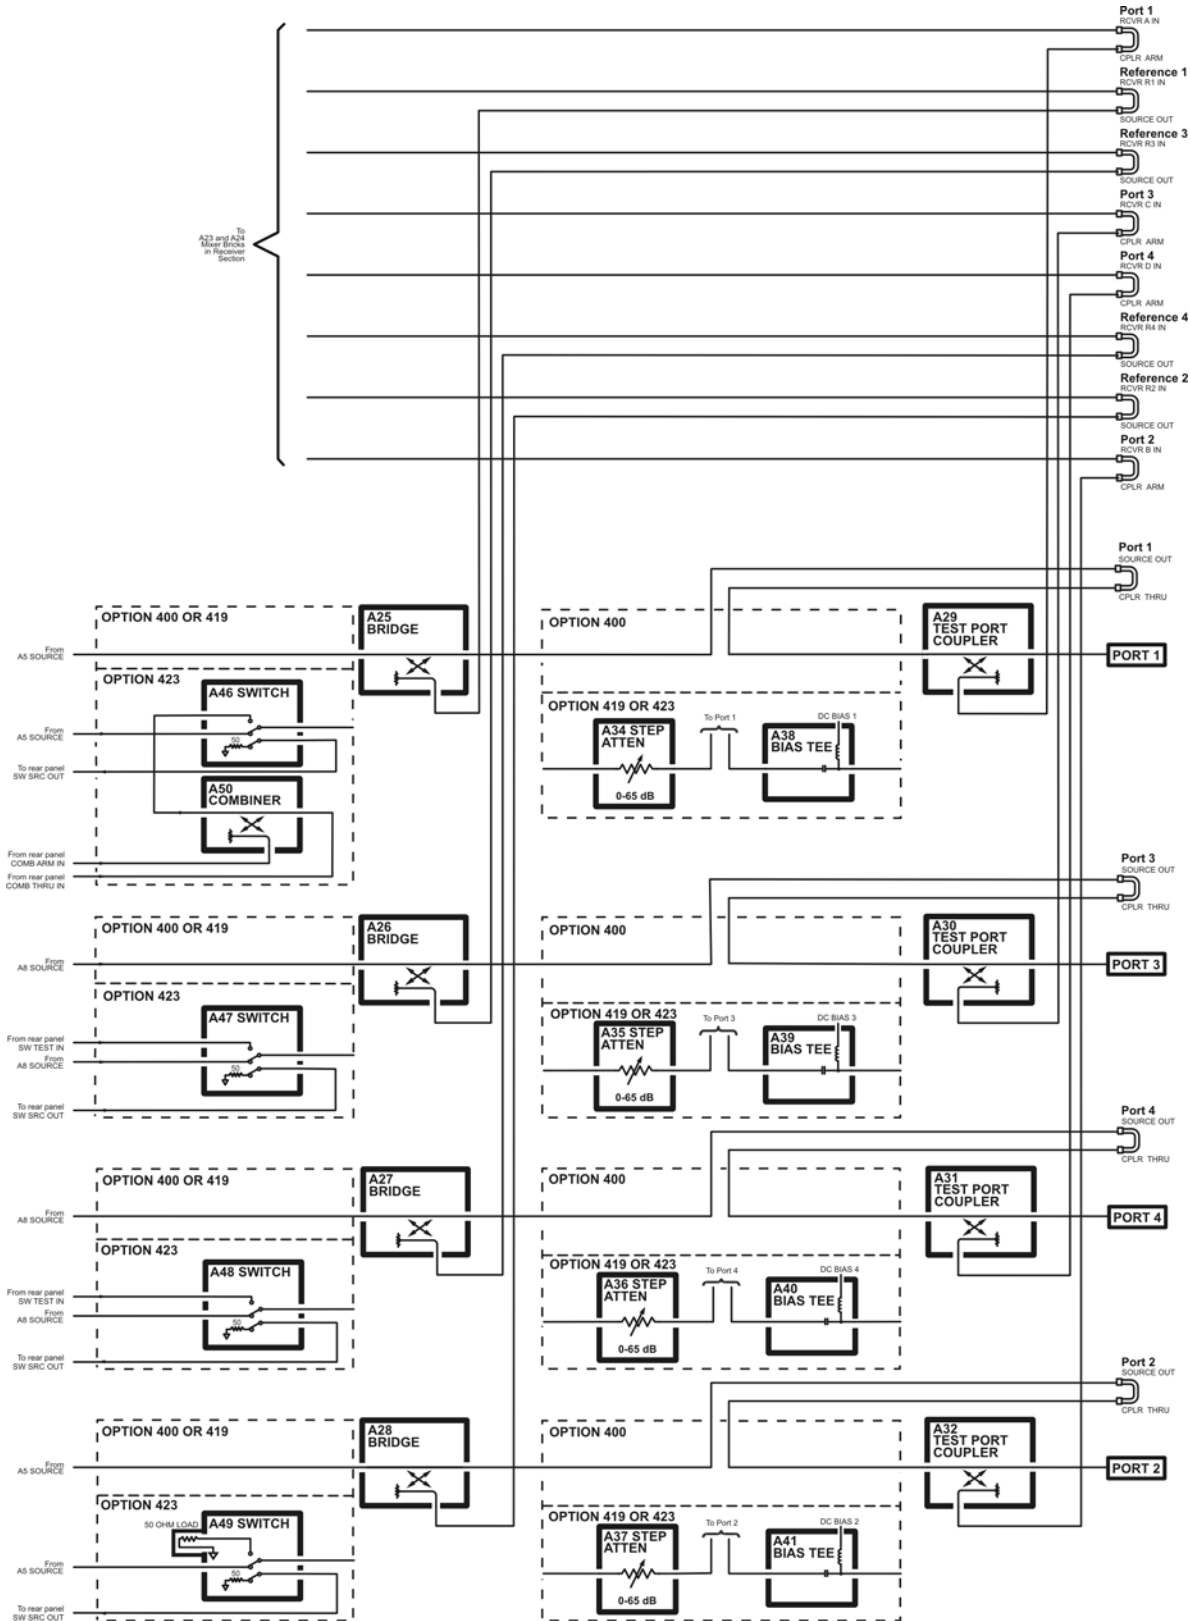 Port 1
RCVR A IN
CPLR ARM
Reference 1
RCVR R1 IN
SOURCE OUT
Reference 3
RCVR R3 IN
SOURCE OUT
Port 3
RCVR C IN
CPLR ARM
Port 4
RCVR D IN
CPLR ARM
Reference 4
RCVR R4 IN
SOURCE OUT
Reference 2
RCVR R2 IN
SOURCE OUT
Port 2
RCVR B IN
CPLR ARM
To
A23 and A24
Mixer Bricks
in Receiver
Section
Port 1
SOURCE OUT
CPLR THRU
OPTION 400 OR 419
A25
BRIDGE
OPTION 400
A29
TEST PORT
COUPLER
PORT 1
From
A5 SOURCE
OPTION 423
A46 SWITCH
From
A5 SOURCE
50
To rear panel
SW SRC OUT
A50
COMBINER
From rear panel
COMB ARM IN
From rear panel
COMB THRU IN
OPTION 419 OR 423
A34 STEP
ATTEN
0-65 dB
To Port 1
DC BIAS 1
A38
BIAS TEE
Port 3
SOURCE OUT
CPLR THRU
OPTION 400 OR 419
A26
BRIDGE
OPTION 400
A30
TEST PORT
COUPLER
PORT 3
From
A8 SOURCE
OPTION 423
A47 SWITCH
From rear panel
SW TEST IN
From
A8 SOURCE
50
To rear panel
SW SRC OUT
OPTION 419 OR 423
A35 STEP
ATTEN
0-65 dB
To Port 3
DC BIAS 3
A39
BIAS TEE
Port 4
SOURCE OUT
CPLR THRU
OPTION 400 OR 419
A27
BRIDGE
OPTION 400
A31
TEST PORT
COUPLER
PORT 4
From
A8 SOURCE
OPTION 423
A48 SWITCH
From rear panel
SW TEST IN
From
A8 SOURCE
50
To rear panel
SW SRC OUT
OPTION 419 OR 423
A36 STEP
ATTEN
0-65 dB
To Port 4
DC BIAS 4
A40
BIAS TEE
Port 2
SOURCE OUT
CPLR THRU
OPTION 400 OR 419
A28
BRIDGE
OPTION 400
A32
TEST PORT
COUPLER
PORT 2
From
A5 SOURCE
OPTION 423
50 OHM LOAD
A49 SWITCH
From
A5 SOURCE
50
To rear panel
SW SRC OUT
OPTION 419 OR 423
A37 STEP
ATTEN
0-65 dB
To Port 2
DC BIAS 2
A41
BIAS TEE